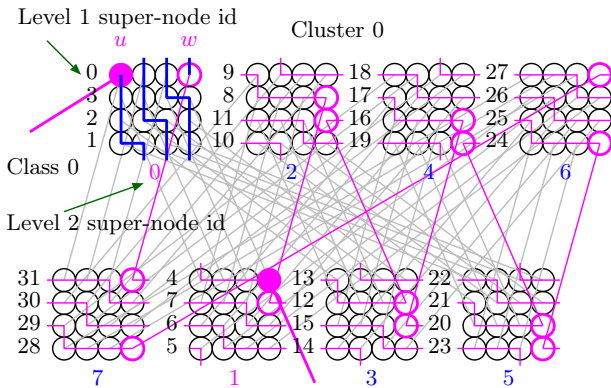 Level 1 super-node id
Cluster 0
u w
0 9 18 27
3 8 17 26
2 11 16 25
1 10 19 24
Class 0
0 2 4 6
Level 2 super-node id
31 4 13 22
30 7 12 21
29 6 15 20
28 5 14 23
7 1 3 5